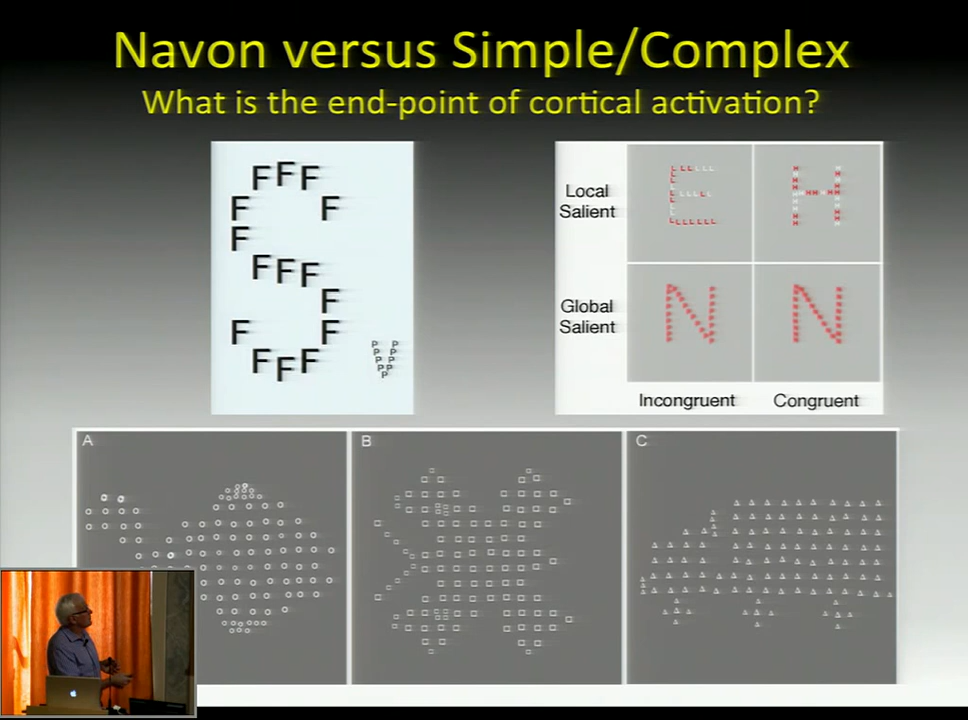 Navon versus Simple/Complex
What is the end-point of cortical activation?
F F F
F F
F
F F F
F
F F
F F F
P P
P P
P P
P P
P
Local
Salient
Global
Salient
Incongruent
Congruent
A
B
C